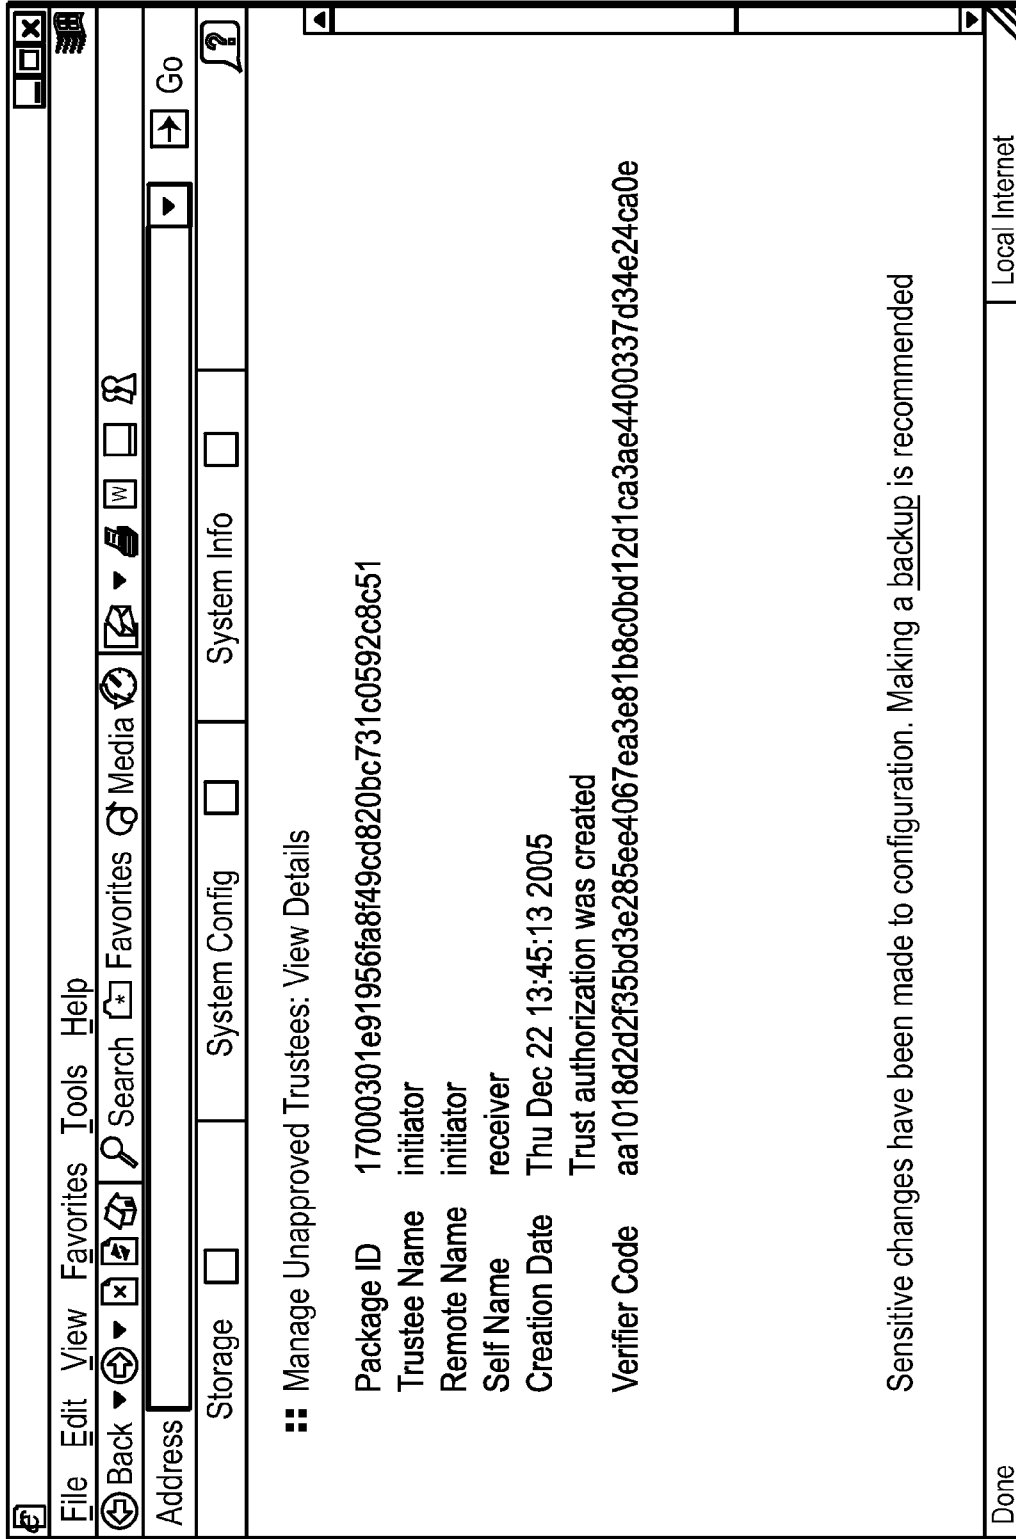 File Edit View Favorites Tools Help
Back Search Favorites Media W
Address Go
Storage System Config System Info ?
Manage Unapproved Trustees: View Details
Package ID 17000301e91956fa8f49cd820bc731c0592c8c51
Trustee Name initiator
Remote Name initiator
Self Name receiver
Creation Date Thu Dec 22 13:45:13 2005
Trust authorization was created
Verifier Code aa1018d2d2f35bd3e285ee4067ea3e81b8c0bd12d1ca3ae4400337d34e24ca0e
Sensitive changes have been made to configuration. Making a backup is recommended
Done Local Internet